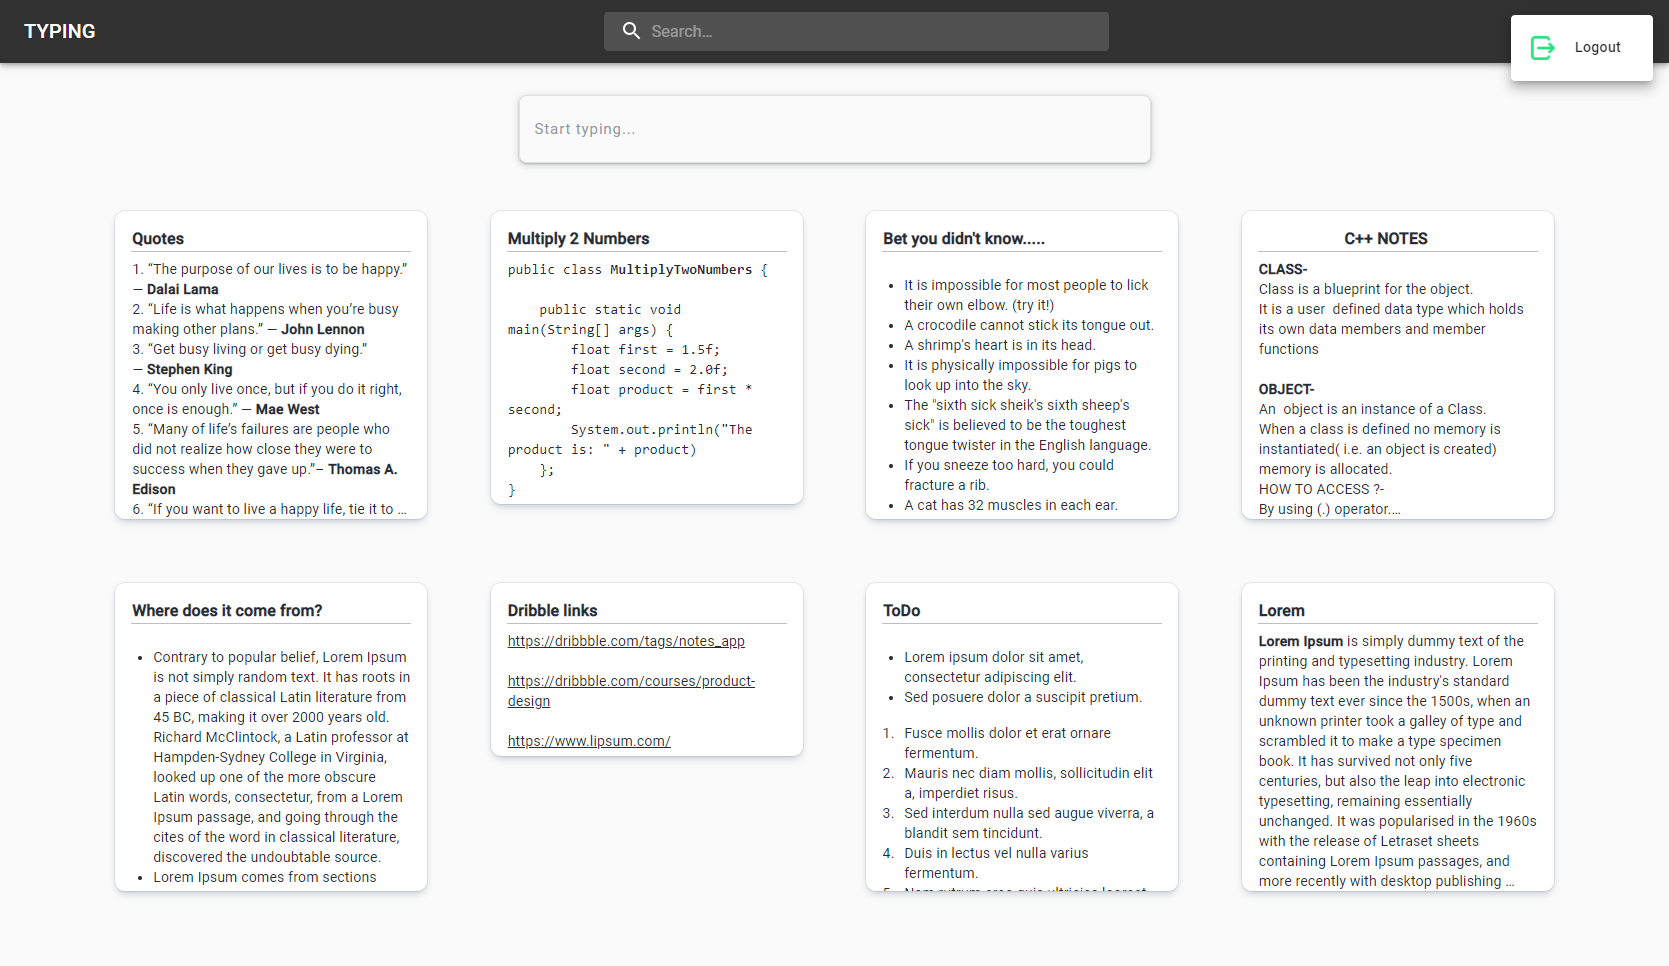 TYPING
Search...
Logout
Start typing...
Quotes
1. “The purpose of our lives is to be happy.”
— Dalai Lama
2. “Life is what happens when you’re busy
making other plans.” — John Lennon
3. “Get busy living or get busy dying.”
— Stephen King
4. “You only live once, but if you do it right,
once is enough.” — Mae West
5. “Many of life’s failures are people who
did not realize how close they were to
success when they gave up.”– Thomas A.
Edison
6. “If you want to live a happy life, tie it to ...
Multiply 2 Numbers
public class MultiplyTwoNumbers {
public static void
main(String[] args) {
float first = 1.5f;
float second = 2.0f;
float product = first *
second;
System.out.println("The
product is: " + product)
};
}
Bet you didn't know.....
• It is impossible for most people to lick
their own elbow. (try it!)
• A crocodile cannot stick its tongue out.
• A shrimp's heart is in its head.
• It is physically impossible for pigs to
look up into the sky.
• The "sixth sick sheik's sixth sheep's
sick" is believed to be the toughest
tongue twister in the English language.
• If you sneeze too hard, you could
fracture a rib.
• A cat has 32 muscles in each ear.
C++ NOTES
CLASS-
Class is a blueprint for the object.
It is a user  defined data type which holds
its own data members and member
functions
OBJECT-
An  object is an instance of a Class.
When a class is defined no memory is
instantiated( i.e. an object is created)
memory is allocated.
HOW TO ACCESS ?-
By using (.) operator....
Where does it come from?
• Contrary to popular belief, Lorem Ipsum
is not simply random text. It has roots in
a piece of classical Latin literature from
45 BC, making it over 2000 years old.
Richard McClintock, a Latin professor at
Hampden-Sydney College in Virginia,
looked up one of the more obscure
Latin words, consectetur, from a Lorem
Ipsum passage, and going through the
cites of the word in classical literature,
discovered the undoubtable source.
• Lorem Ipsum comes from sections
Dribble links
https://dribbble.com/tags/notes_app
https://dribbble.com/courses/product-
design
https://www.lipsum.com/
ToDo
• Lorem ipsum dolor sit amet,
consectetur adipiscing elit.
• Sed posuere dolor a suscipit pretium.
1. Fusce mollis dolor et erat ornare
fermentum.
2. Mauris nec diam mollis, sollicitudin elit
a, imperdiet risus.
3. Sed interdum nulla sed augue viverra, a
blandit sem tincidunt.
4. Duis in lectus vel nulla varius
fermentum.
Lorem
Lorem Ipsum is simply dummy text of the
printing and typesetting industry. Lorem
Ipsum has been the industry's standard
dummy text ever since the 1500s, when an
unknown printer took a galley of type and
scrambled it to make a type specimen
book. It has survived not only five
centuries, but also the leap into electronic
typesetting, remaining essentially
unchanged. It was popularised in the 1960s
with the release of Letraset sheets
containing Lorem Ipsum passages, and
more recently with desktop publishing ...